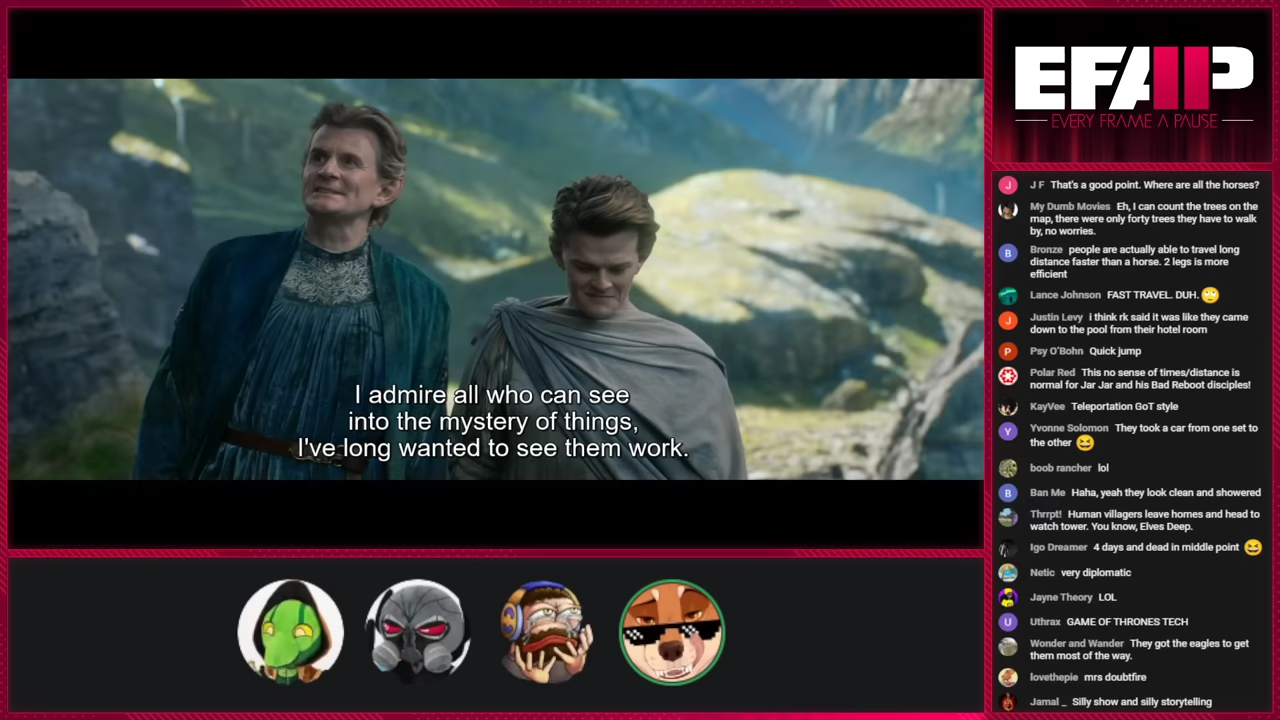 I admire all who can see
into the mystery of things,
I've long wanted to see them work.
EFAP
EVERY FRAME A PAUSE
J J F That's a good point. Where are all the horses?
My Dumb Movies Eh, I can count the trees on the
map, there were only forty trees they have to walk
by, no worries.
B Bronze people are actually able to travel long
distance faster than a horse. 2 legs is more
efficient
Lance Johnson FAST TRAVEL. DUH. 🙄
J Justin Levy i think rk said it was like they came
down to the pool from their hotel room
P Psy O'Bohn Quick jump
Polar Red This no sense of times/distance is
normal for Jar Jar and his Bad Reboot disciples!
KayVee Teleportation GoT style
Y Yvonne Solomon They took a car from one set to
the other 😆
boob rancher lol
B Ban Me Haha, yeah they look clean and showered
Thrrpt! Human villagers leave homes and head to
watch tower. You know, Elves Deep.
Igo Dreamer 4 days and dead in middle point 😆
Netic very diplomatic
Jayne Theory LOL
U Uthrax GAME OF THRONES TECH
Wonder and Wander They got the eagles to get
them most of the way.
lovethepie mrs doubtfire
Jamal _ Silly show and silly storytelling